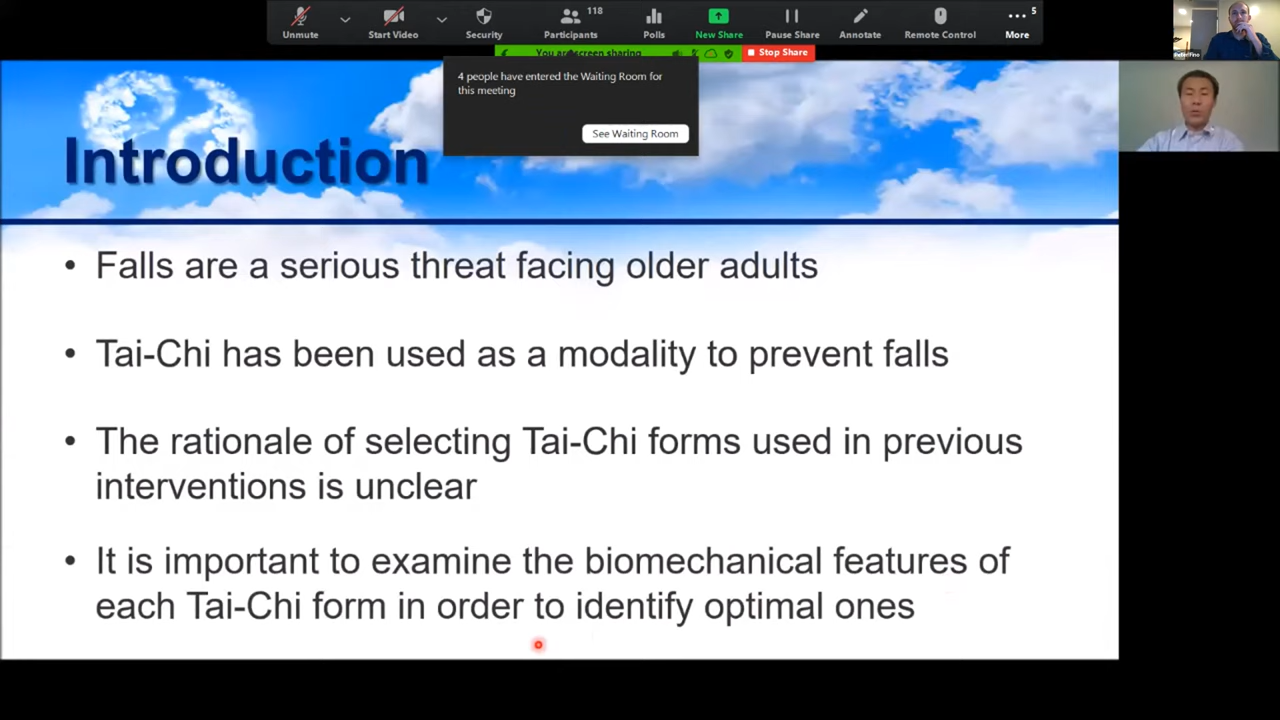 118
5
Unmute
Start Video
Security
Participants
Polls
New Share
Pause Share
Annotate
Remote Control
More
Stop Share
4 people have entered the Waiting Room for
this meeting
See Waiting Room
Introduction
• Falls are a serious threat facing older adults
• Tai-Chi has been used as a modality to prevent falls
• The rationale of selecting Tai-Chi forms used in previous
interventions is unclear
• It is important to examine the biomechanical features of
each Tai-Chi form in order to identify optimal ones